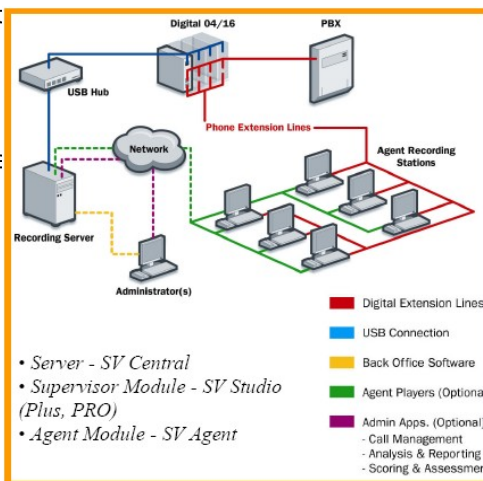 Digital 04/16
PBX
USB Hub
Phone Extension Lines
Network
Agent Recording
Stations
Recording Server
Administrator(s)
Digital Extension Lines
USB Connection
Back Office Software
Agent Players (Optiona
Admin Apps. (Optional)
- Call Management
- Analysis & Reporting
- Scoring & Assessmer
• Server - SV Central
• Supervisor Module - SV Studio
(Plus, PRO)
• Agent Module - SV Agent